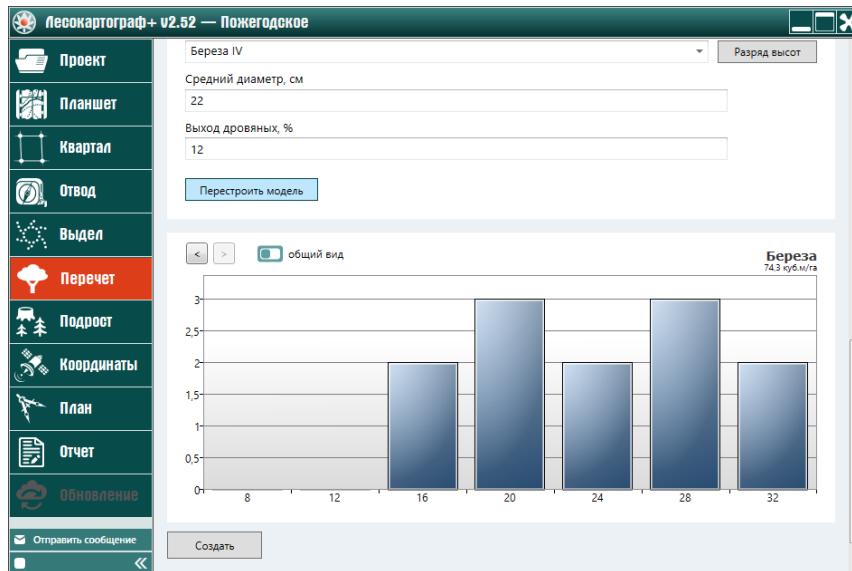 Лесокартограф+ v2.52 — Пожегодское
Проект
Планшет
Квартал
Отвод
Выдел
Перечет
Подрост
Координаты
План
Отчет
Обновление
Отправить сообщение
Береза IV
Разряд высот
Средний диаметр, см
22
Выход дровяных, %
12
Перестроить модель
< > общий вид
Береза
74,3 куб.м/га
3
2,5
2
1,5
1
0,5
0
8 12 16 20 24 28 32
Создать